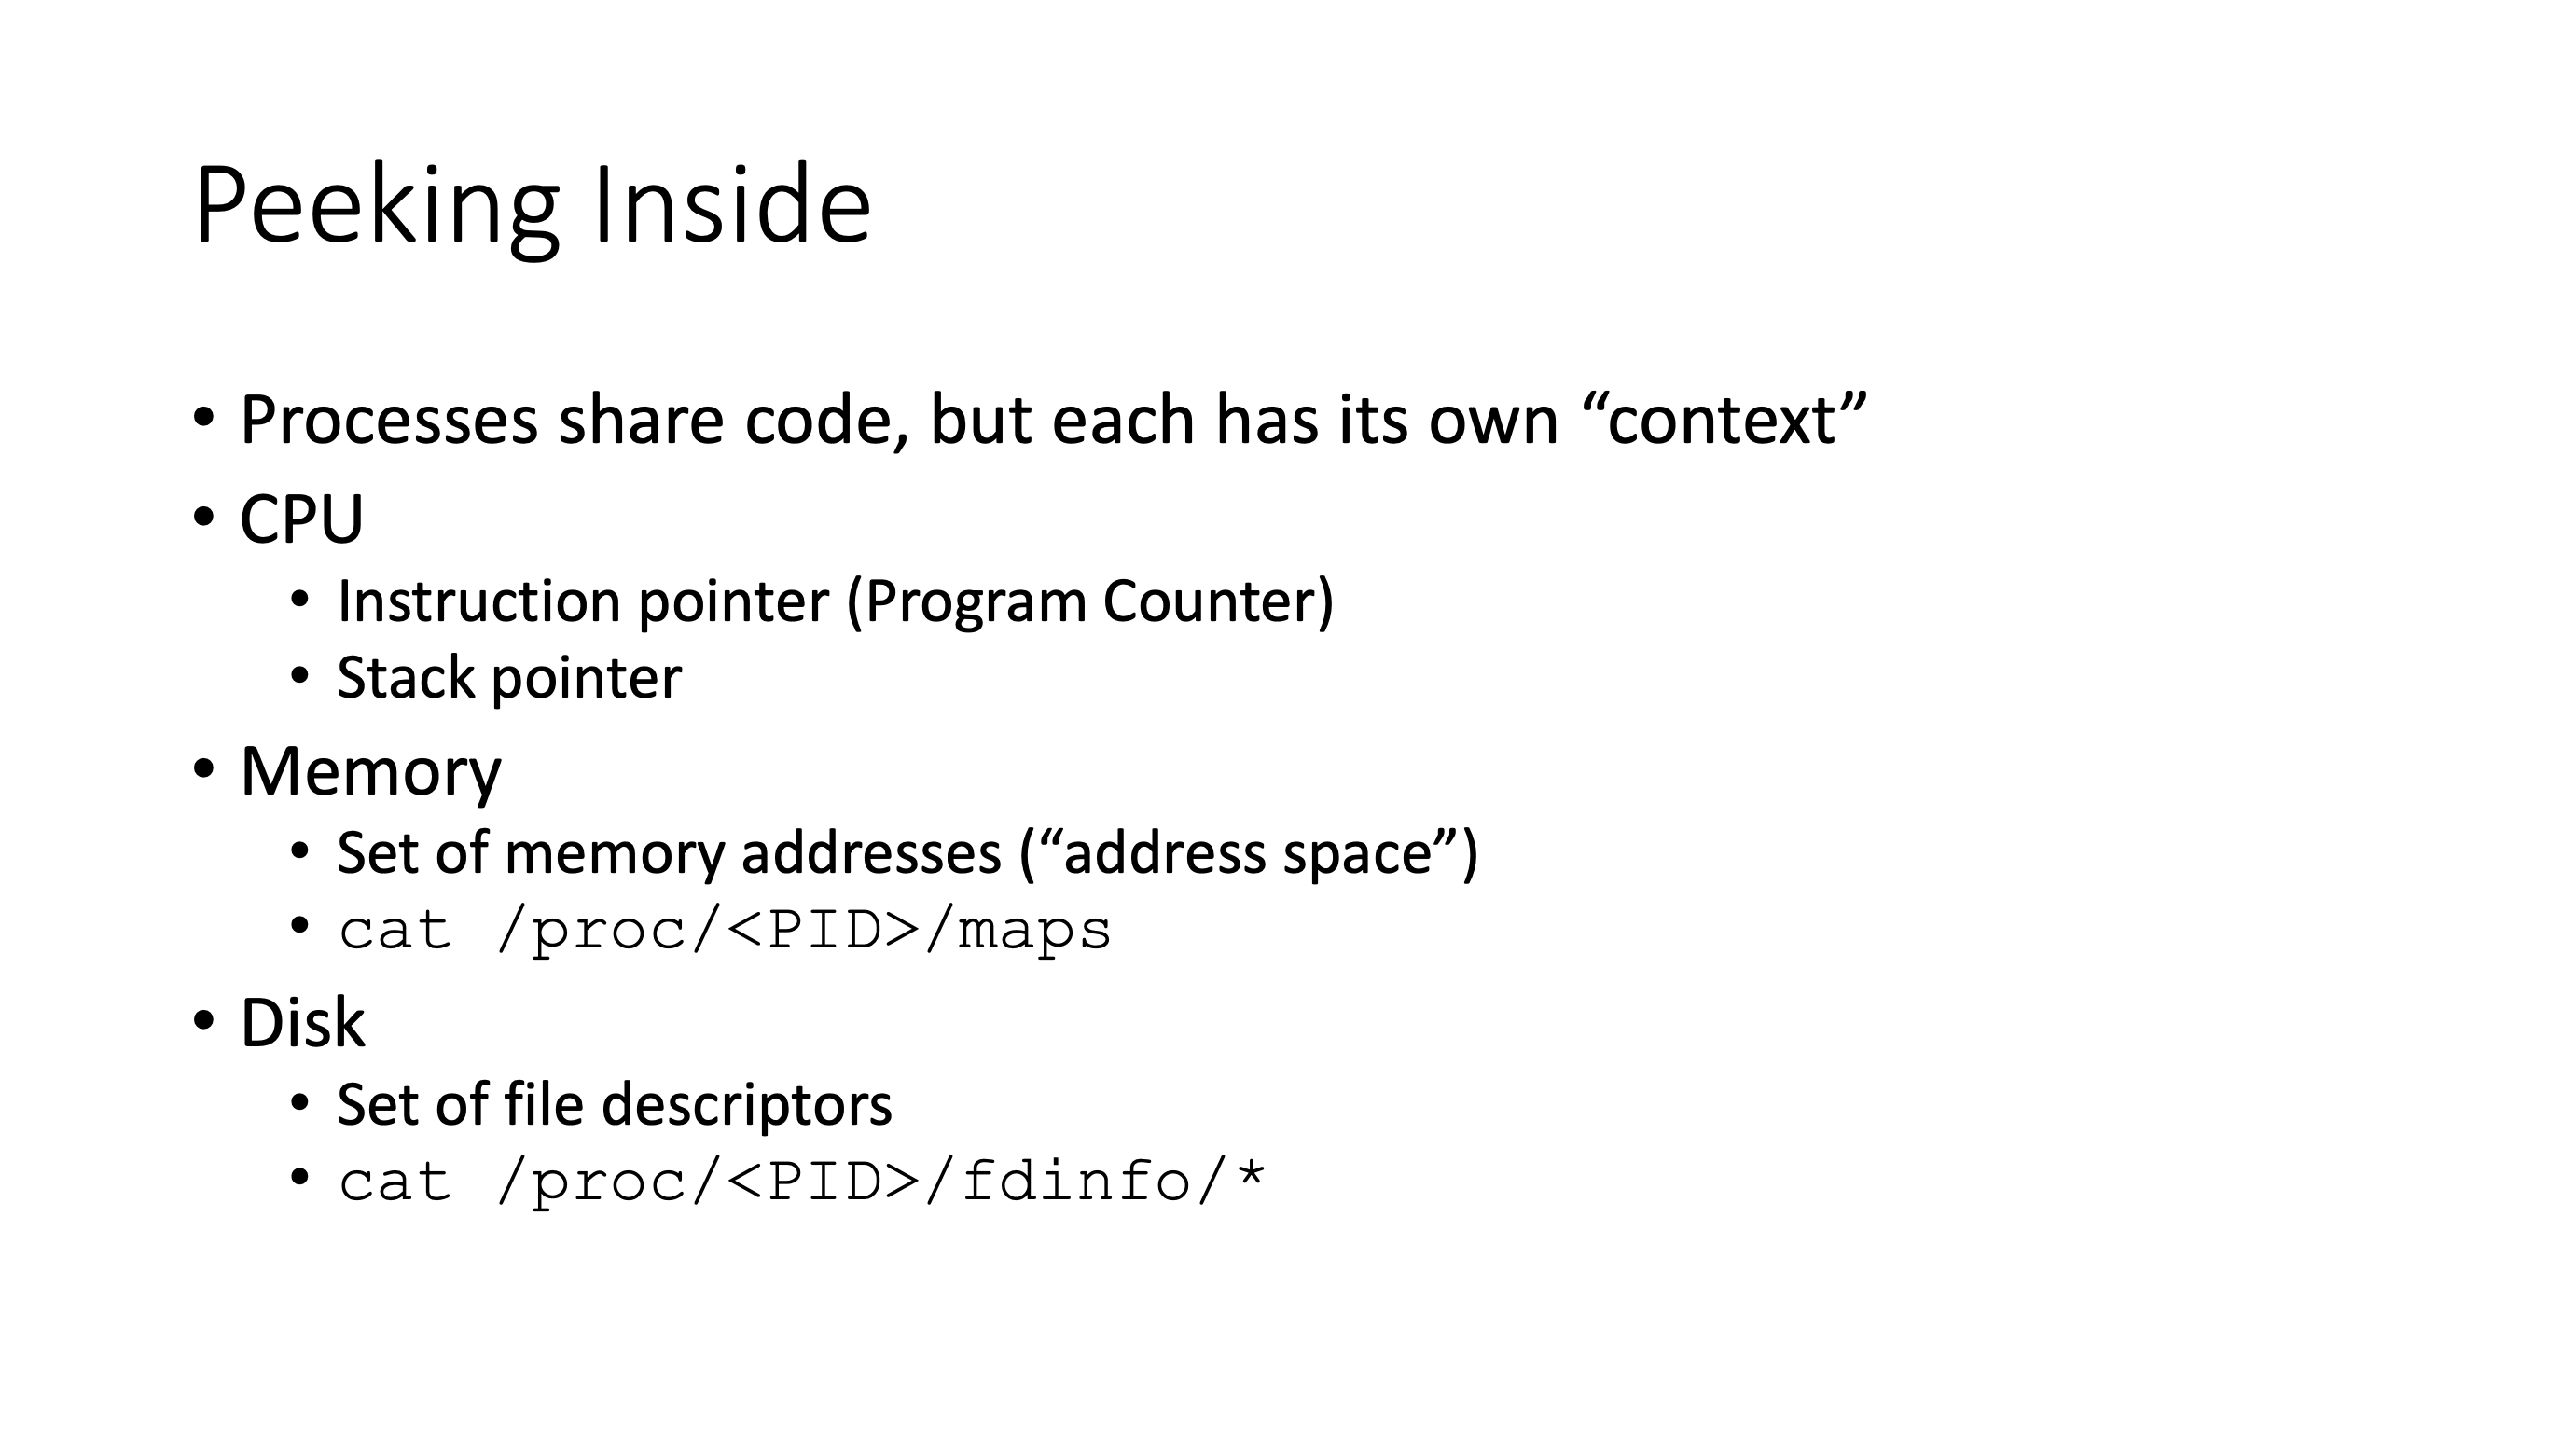 Peeking Inside
• Processes share code, but each has its own “context”
• CPU
• Instruction pointer (Program Counter)
• Stack pointer
• Memory
• Set of memory addresses (“address space”)
• cat /proc/<PID>/maps
• Disk
• Set of file descriptors
• cat /proc/<PID>/fdinfo/*